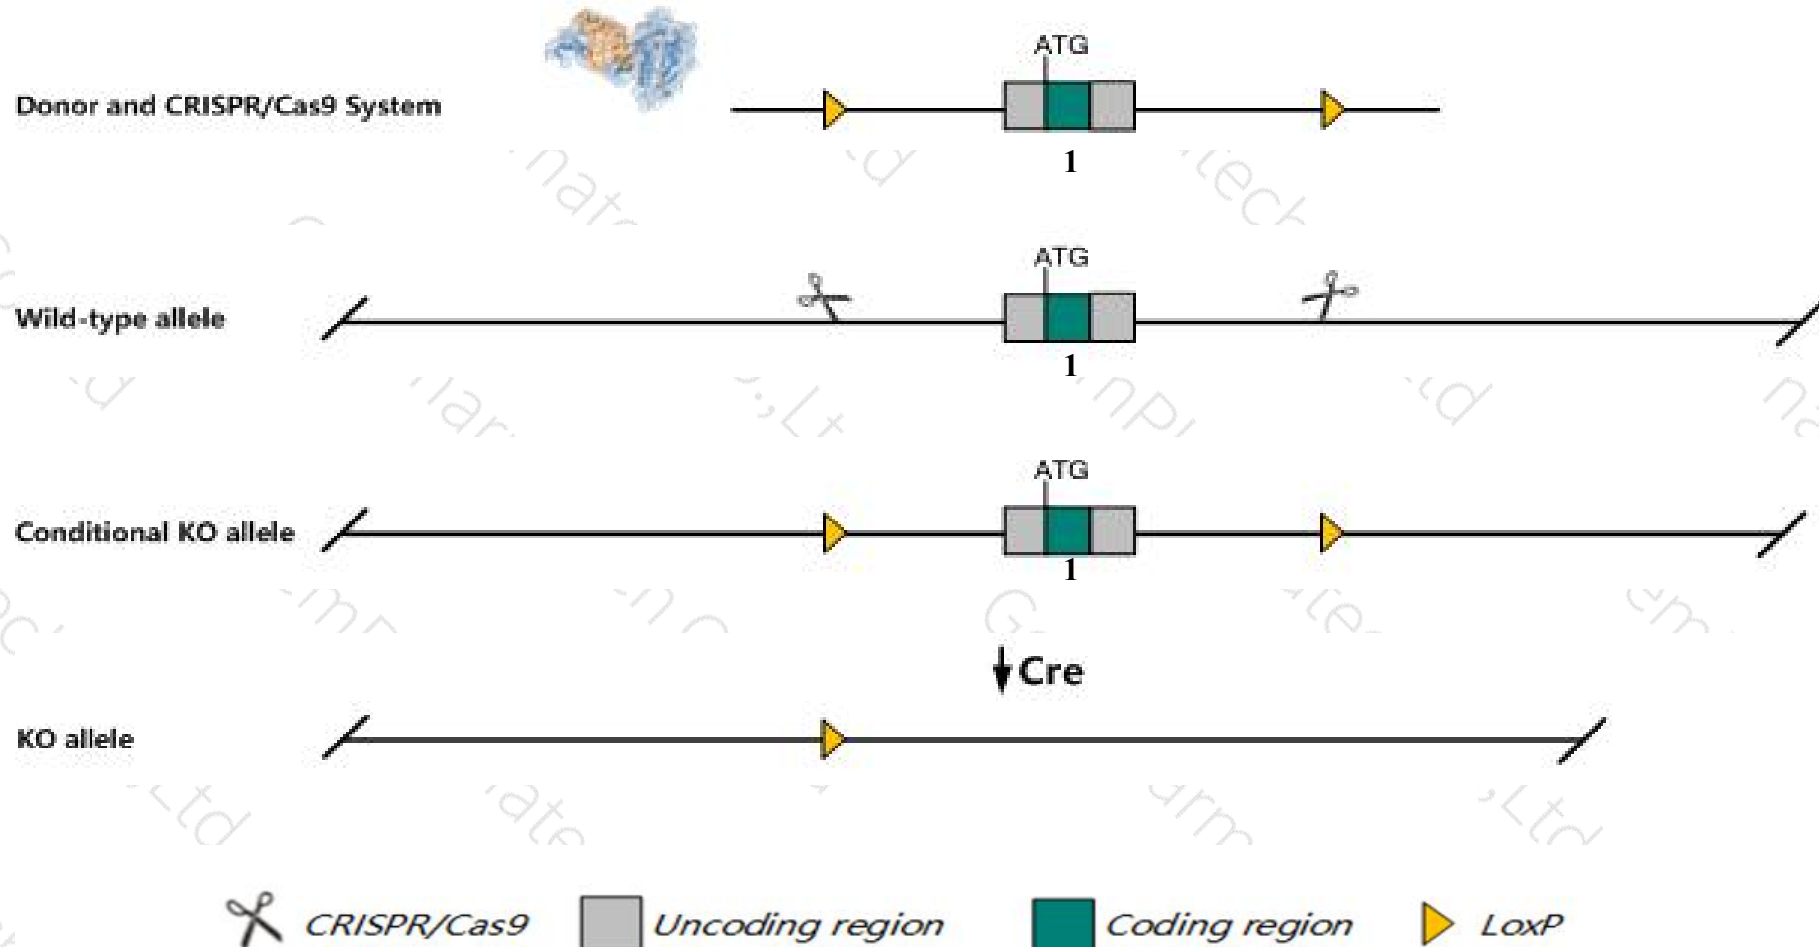 ATG
Donor and CRISPR/Cas9 System
1
ATG
Wild-type allele
1
ATG
Conditional KO allele
1
Cre
KO allele
CRISPR/Cas9 Uncoding region Coding region LoxP